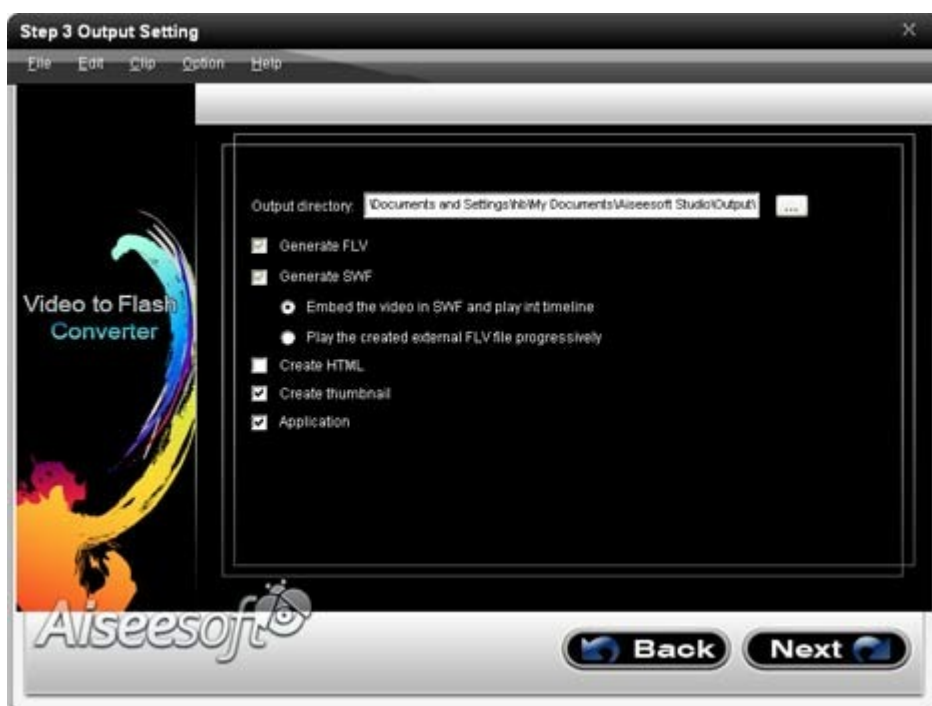 Step 3 Output Setting
File Edit Clip Option Help
Output directory: \Documents and Settings\hb\My Documents\Aiseesoft Studio\Output\ ...
Generate FLV
Generate SWF
Embed the video in SWF and play int timeline
Play the created external FLV file progressively
Create HTML
Create thumbnail
Application
Video to Flash
Converter
Aiseesoft
Back Next